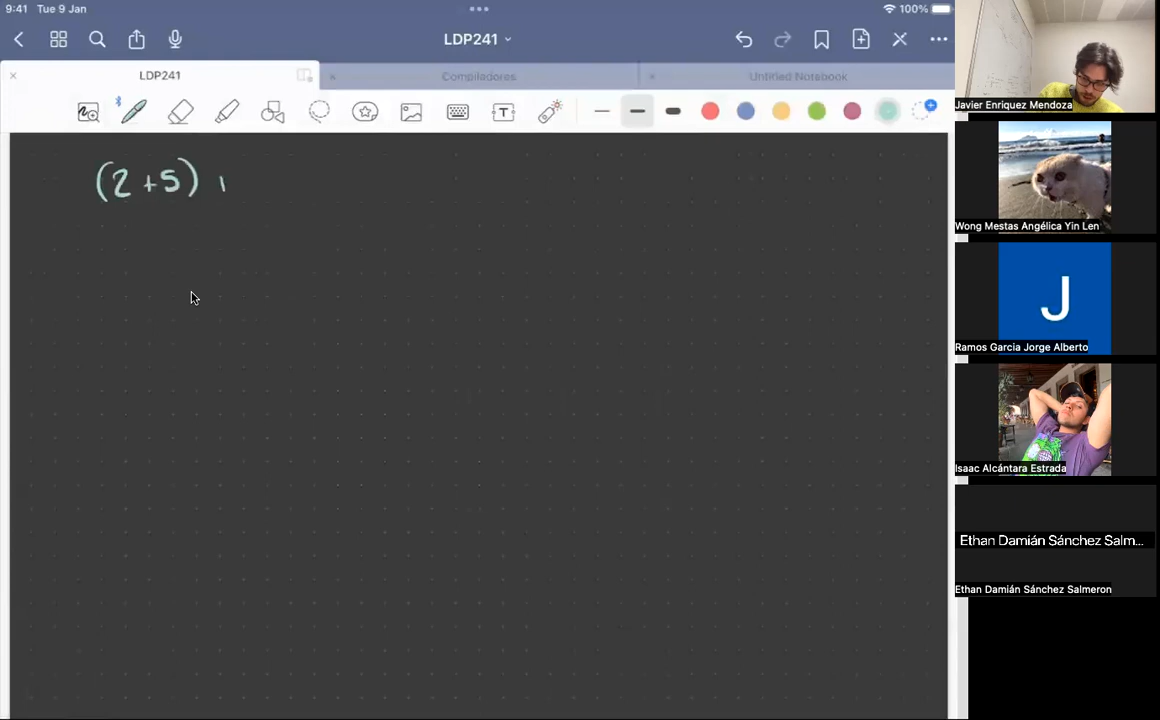 9:41 Tue 9 Jan
100%
LDP241
LDP241
Compiladores
Untitled Notebook
T
(2 +5)
Javier Enriquez Mendoza
Wong Mestas Angélica Yin Len
J
Ramos Garcia Jorge Alberto
Isaac Alcántara Estrada
Ethan Damián Sánchez Salm...
Ethan Damián Sánchez Salmeron